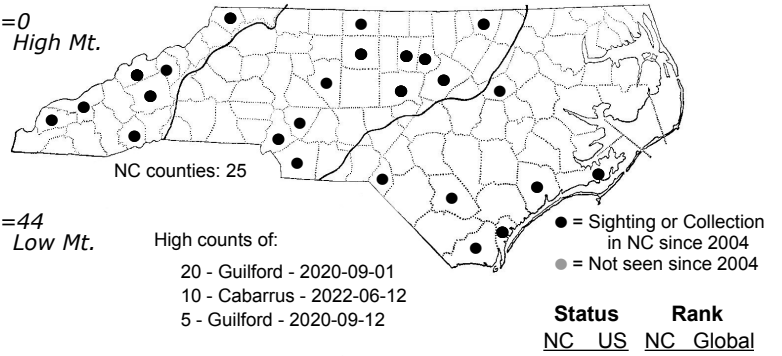 =0
High Mt.
NC counties: 25
=44
Low Mt.
High counts of:
20 - Guilford - 2020-09-01
10 - Cabarrus - 2022-06-12
5 - Guilford - 2020-09-12
= Sighting or Collection
in NC since 2004
= Not seen since 2004
Status Rank
NC US NC Global